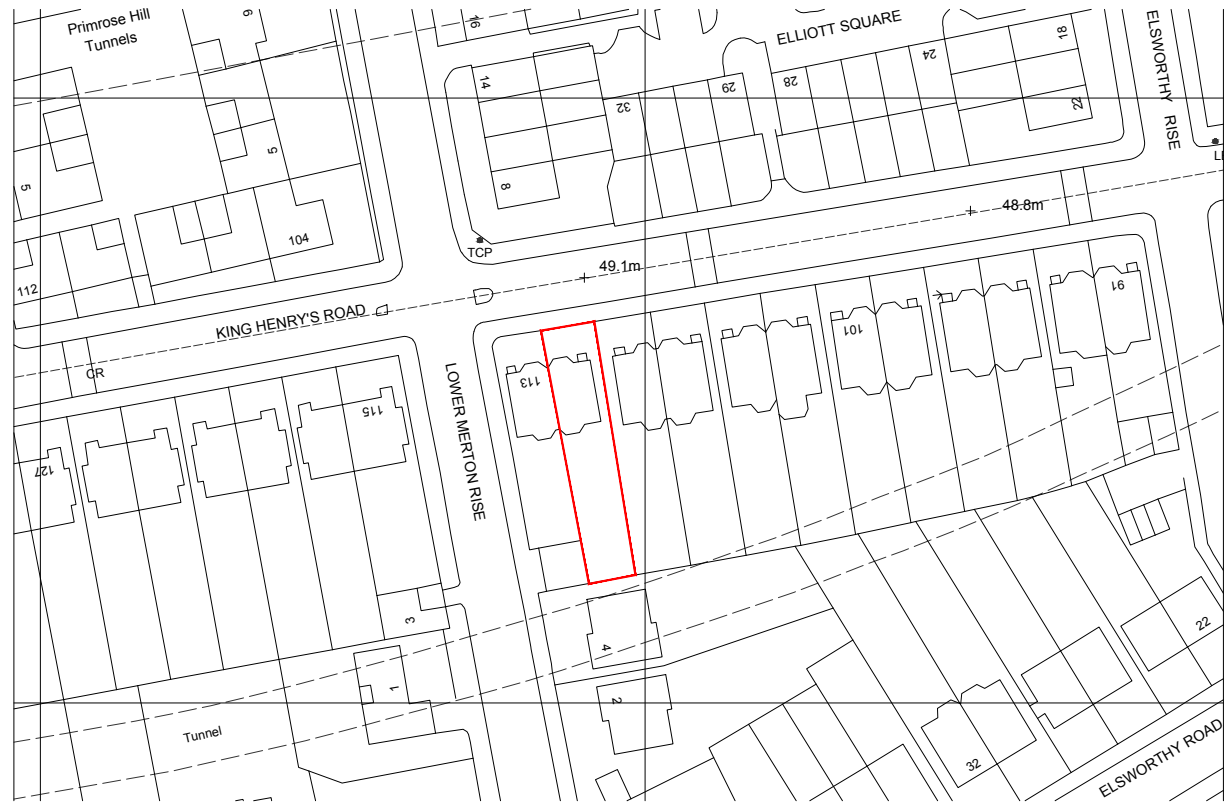 Primrose Hill
Tunnels
6
16
ELLIOTT SQUARE
18
ELSWORTHY RISE
14
32
29
28
24
22
5
5
8
104
TCP
49.1m
48.8m
112
KING HENRY'S ROAD
CR
LOWER MERTON RISE
113
101
91
115
127
3
4
1
2
22
32
Tunnel
ELSWORTHY ROAD